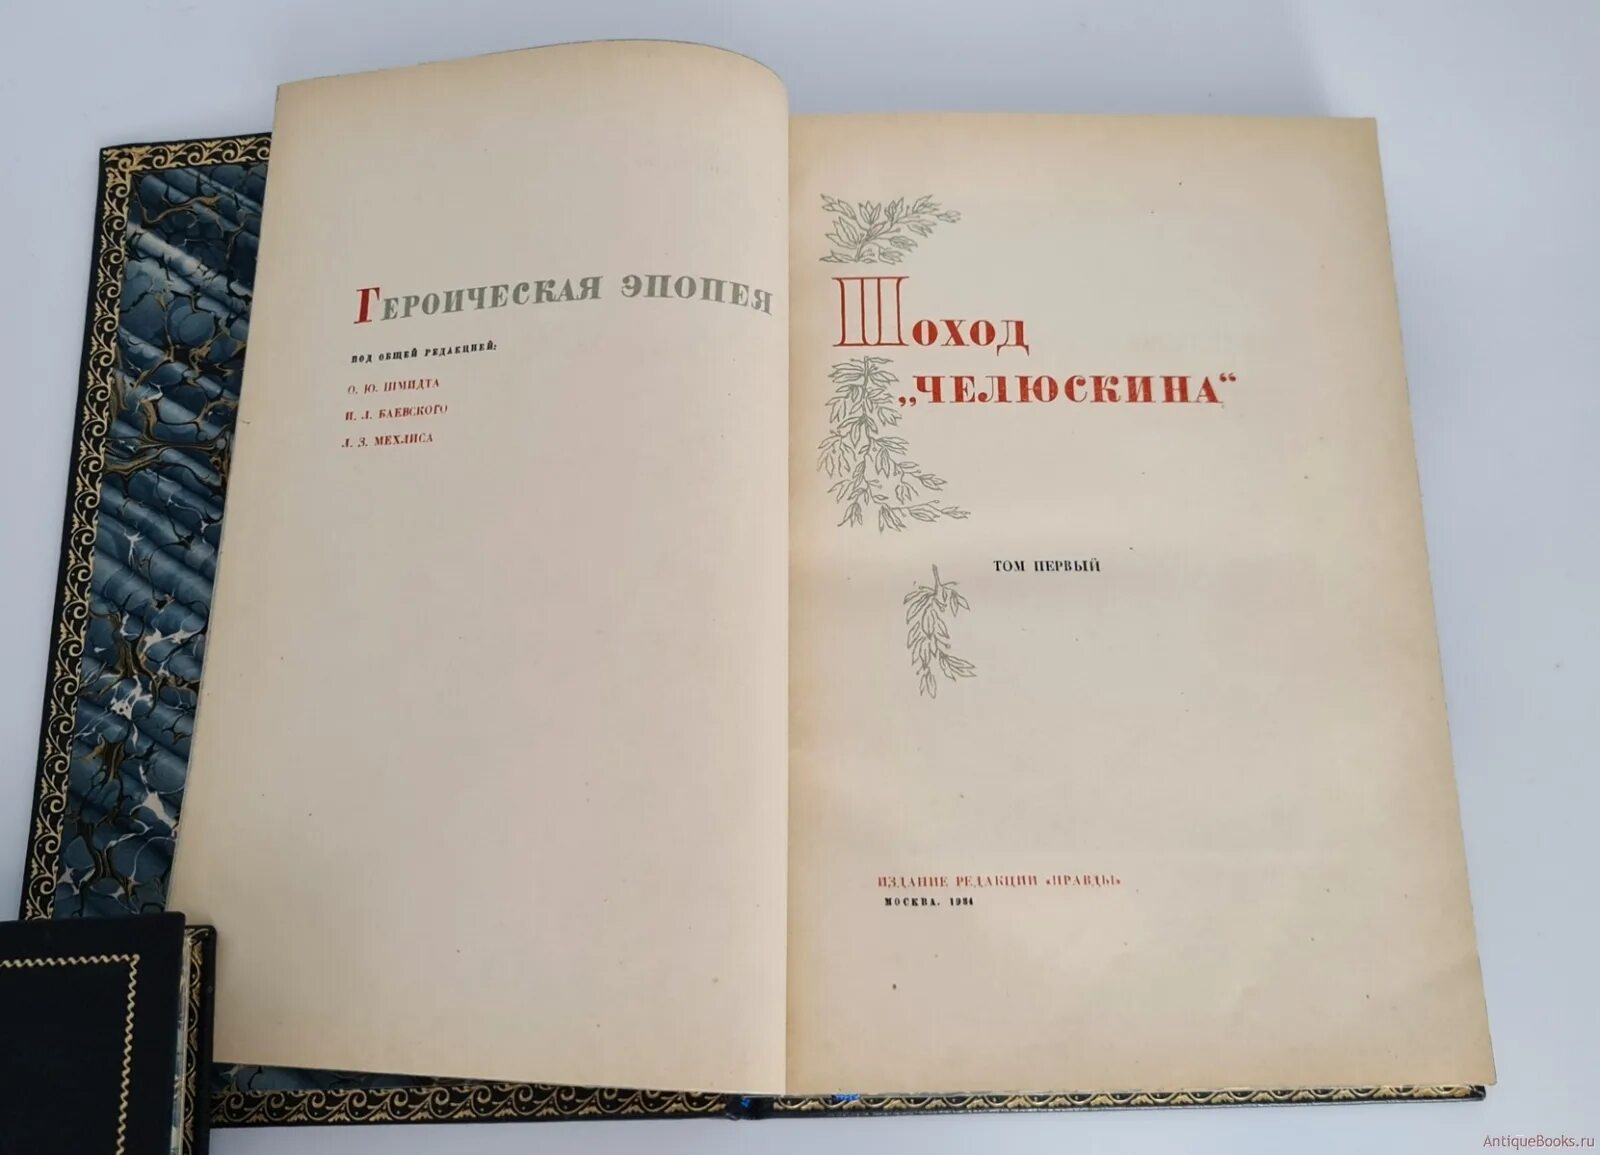 Героическая эпопея
под общей редакцией:
О. Ю. ШМИДТА
И. Л. БАЕВСКОГО
Л. З. МЕХЛИСА
Поход
„челюскина“
ТОМ ПЕРВЫЙ
ИЗДАНИЕ РЕДАКЦИИ «ПРАВДЫ»
МОСКВА. 1934
AntiqueBooks.ru